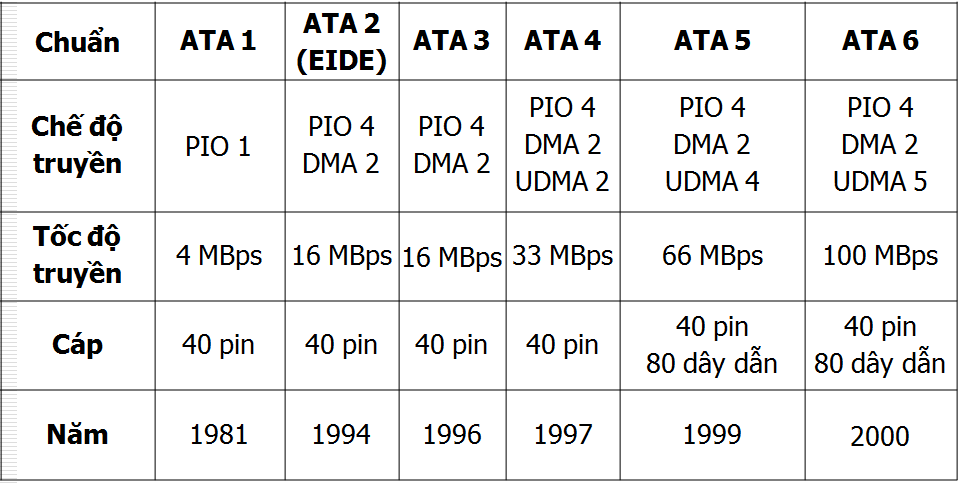 Chuẩn ATA 1 ATA 2 (EIDE) ATA 3 ATA 4 ATA 5 ATA 6
Chế độ truyền
PIO 1
PIO 4
DMA 2
PIO 4
DMA 2
PIO 4
DMA 2
UDMA 2
PIO 4
DMA 2
UDMA 4
PIO 4
DMA 2
UDMA 5
Tốc độ truyền
4 MBps 16 MBps 16 MBps 33 MBps 66 MBps 100 MBps
Cáp
40 pin 40 pin 40 pin 40 pin
40 pin
80 dây dẫn
40 pin
80 dây dẫn
Năm 1981 1994 1996 1997 1999 2000